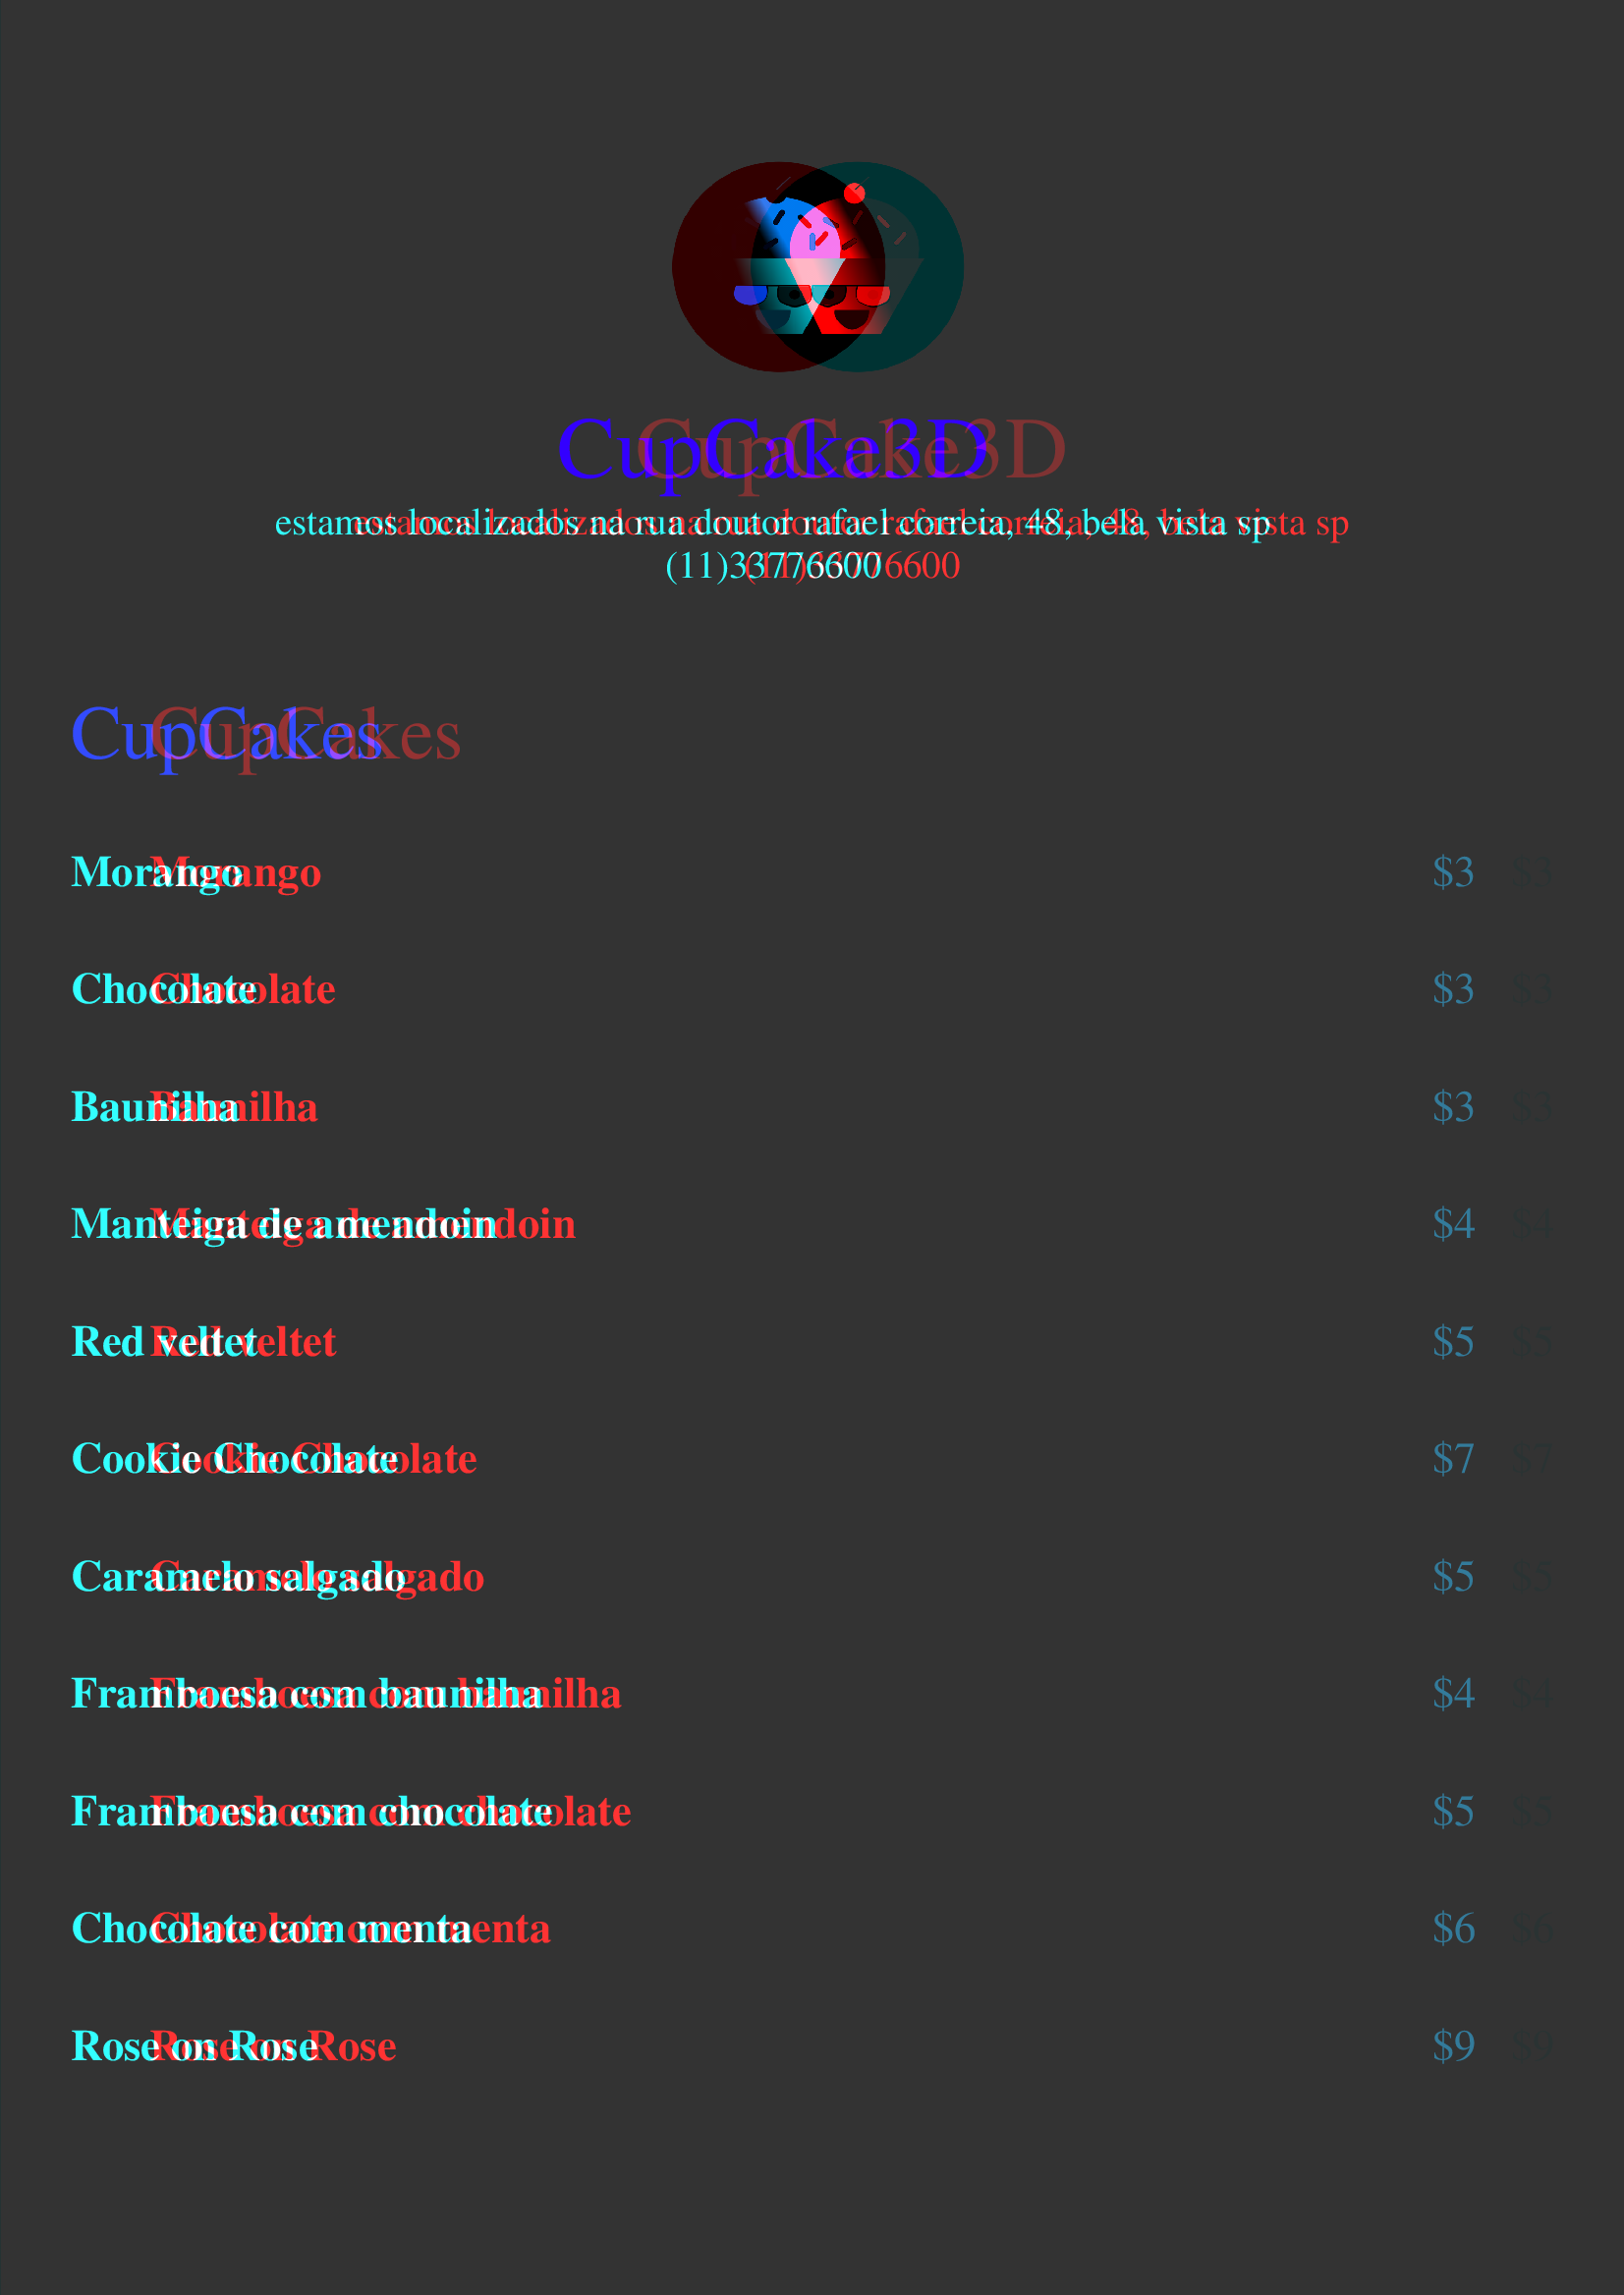 CupCake3D
estamos localizados na rua doutor rafael correia, 48, bela vista sp
(11)33776600
CupCakes
Morango $3
Chocolate $3
Baunilha $3
Manteiga de amendoin $4
Red veltet $5
Cookie Chocolate $7
Caramelo salgado $5
Framboesa com baunilha $4
Framboesa com chocolate $5
Chocolate com menta $6
Rose on Rose $9